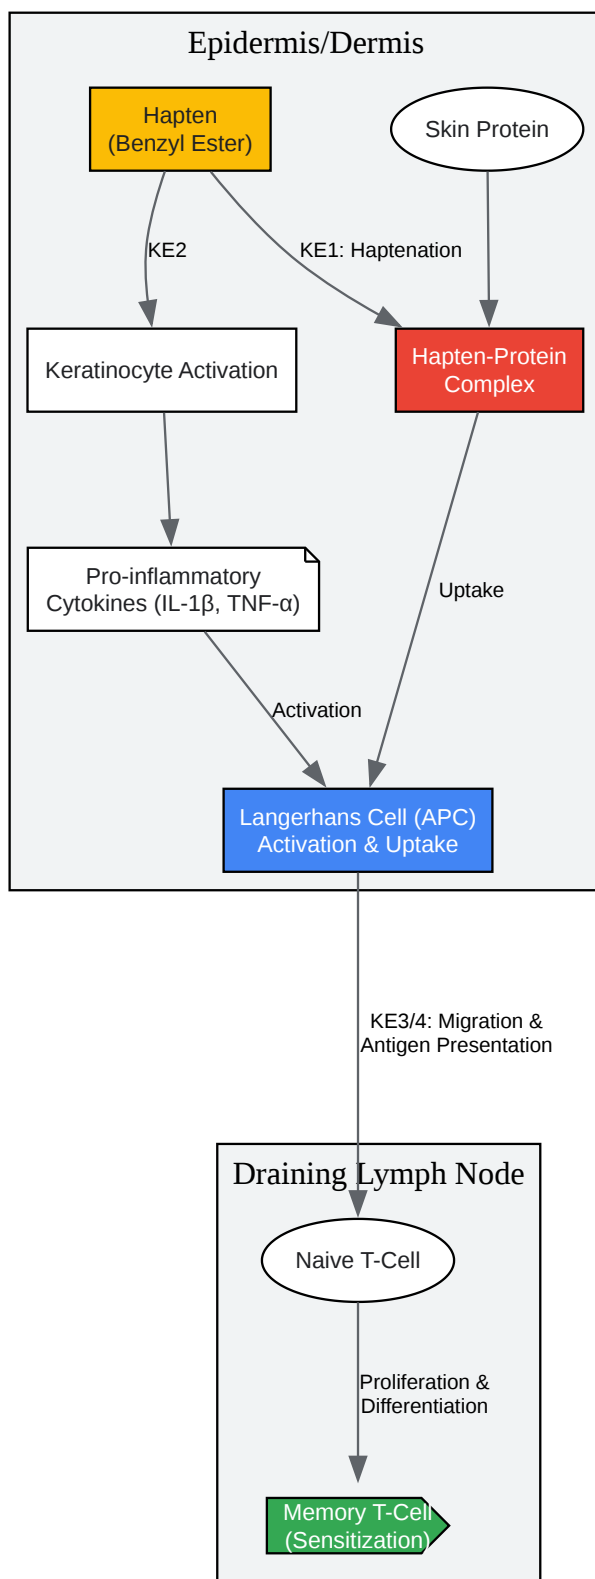 Epidermis/Dermis
Hapten
(Benzyl Ester)
Skin Protein
KE2
KE1: Haptenation
Keratinocyte Activation
Hapten-Protein
Complex
Pro-inflammatory
Cytokines (IL-1β, TNF-α)
Uptake
Activation
Langerhans Cell (APC)
Activation & Uptake
KE3/4: Migration &
Antigen Presentation
Draining Lymph Node
Naive T-Cell
Proliferation &
Differentiation
Memory T-Cell
(Sensitization)